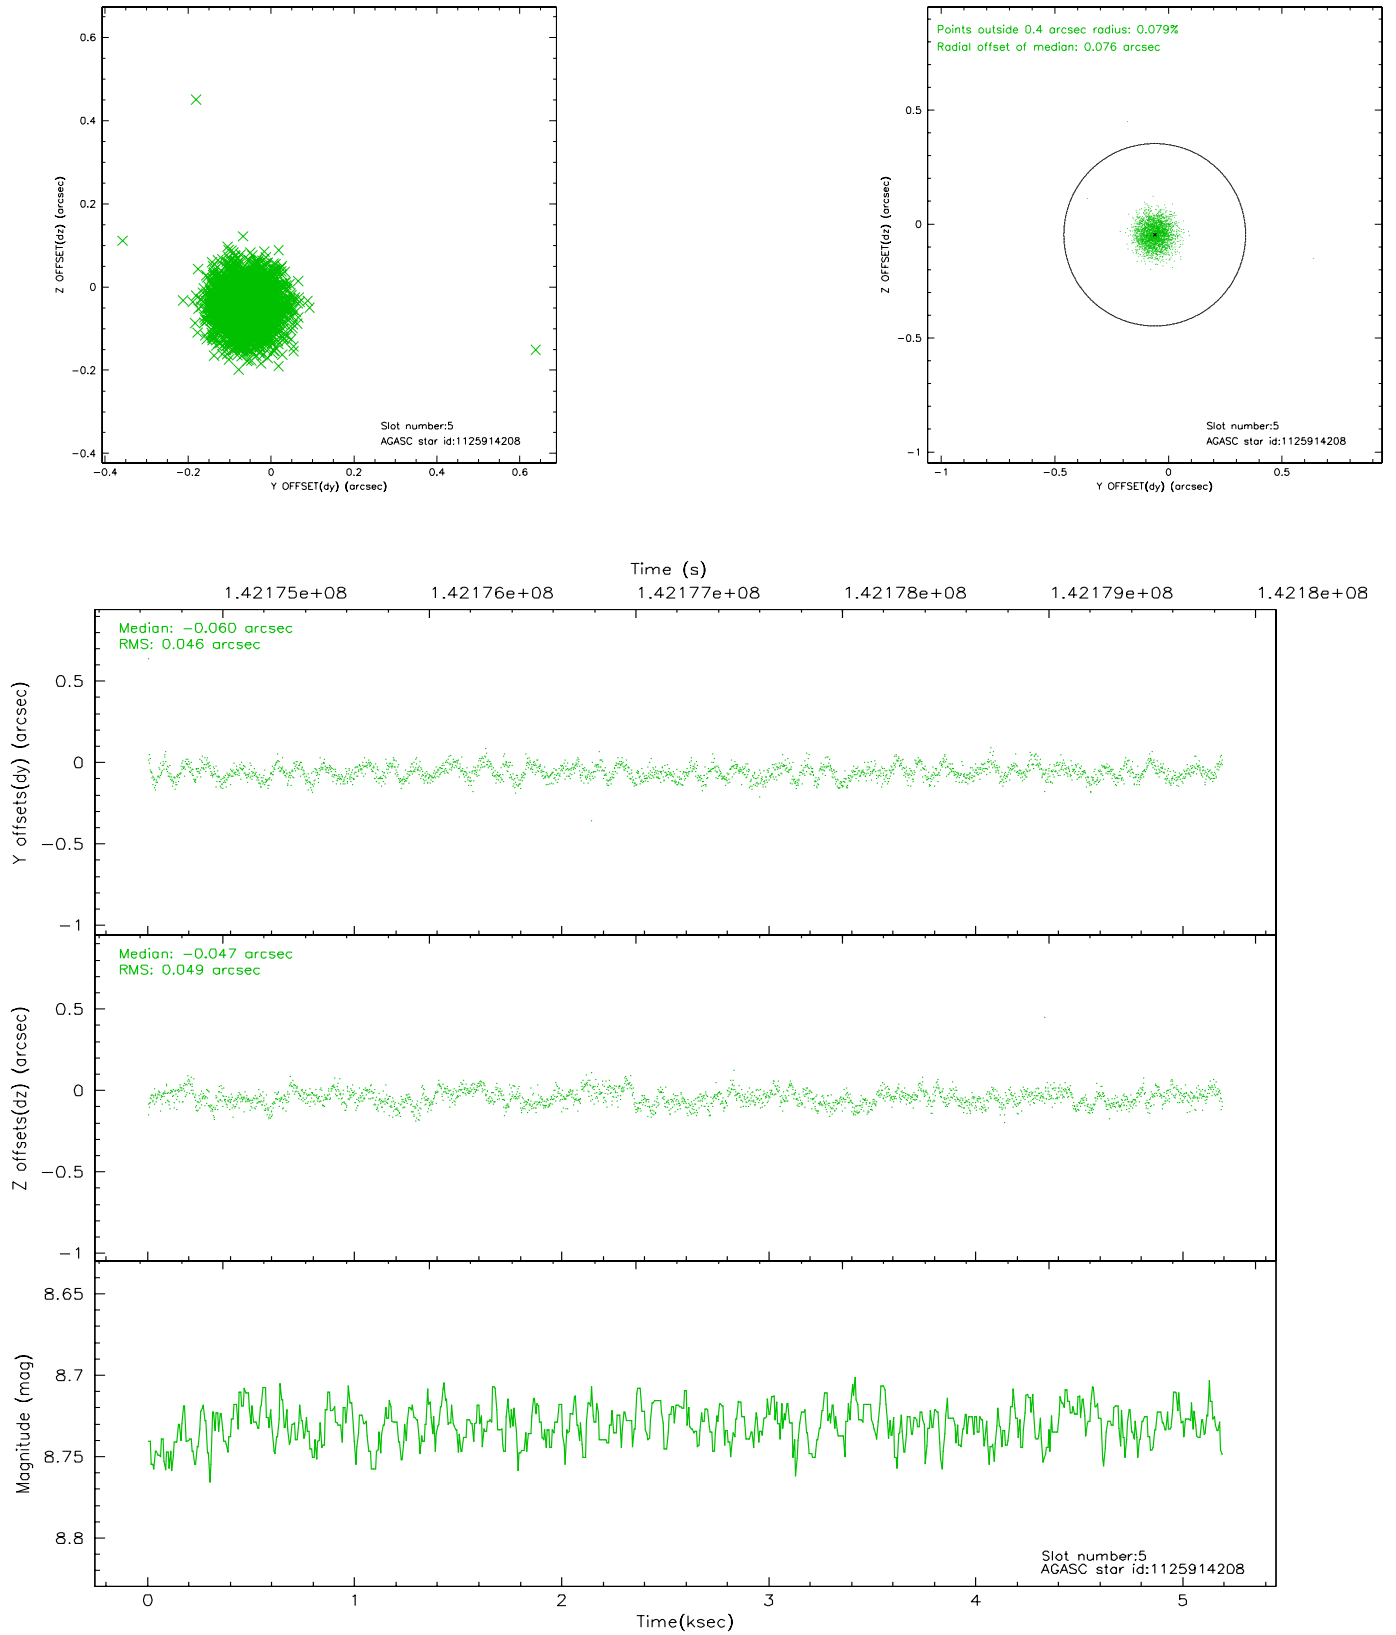 0.6
0.4
0.2
0
−0.2
−0.4
−0.4
−0.2
0
0.2
0.4
0.6
Z OFFSET(dz) (arcsec)
Y OFFSET(dy) (arcsec)
Slot number:5
AGASC star id:1125914208
Points outside 0.4 arcsec radius: 0.079%
Radial offset of median: 0.076 arcsec
0.5
0
−0.5
−1
−1
−0.5
0
0.5
Z OFFSET(dz) (arcsec)
Y OFFSET(dy) (arcsec)
Slot number:5
AGASC star id:1125914208
Time (s)
1.42175e+08 1.42176e+08 1.42177e+08 1.42178e+08 1.42179e+08 1.4218e+08
Median: −0.060 arcsec
RMS: 0.046 arcsec
0.5
0
−0.5
−1
Y offsets(dy) (arcsec)
Median: −0.047 arcsec
RMS: 0.049 arcsec
0.5
0
−0.5
−1
Z offsets(dz) (arcsec)
8.65
8.7
8.75
8.8
Magnitude (mag)
Slot number:5
AGASC star id:1125914208
0 1 2 3 4 5
Time(ksec)